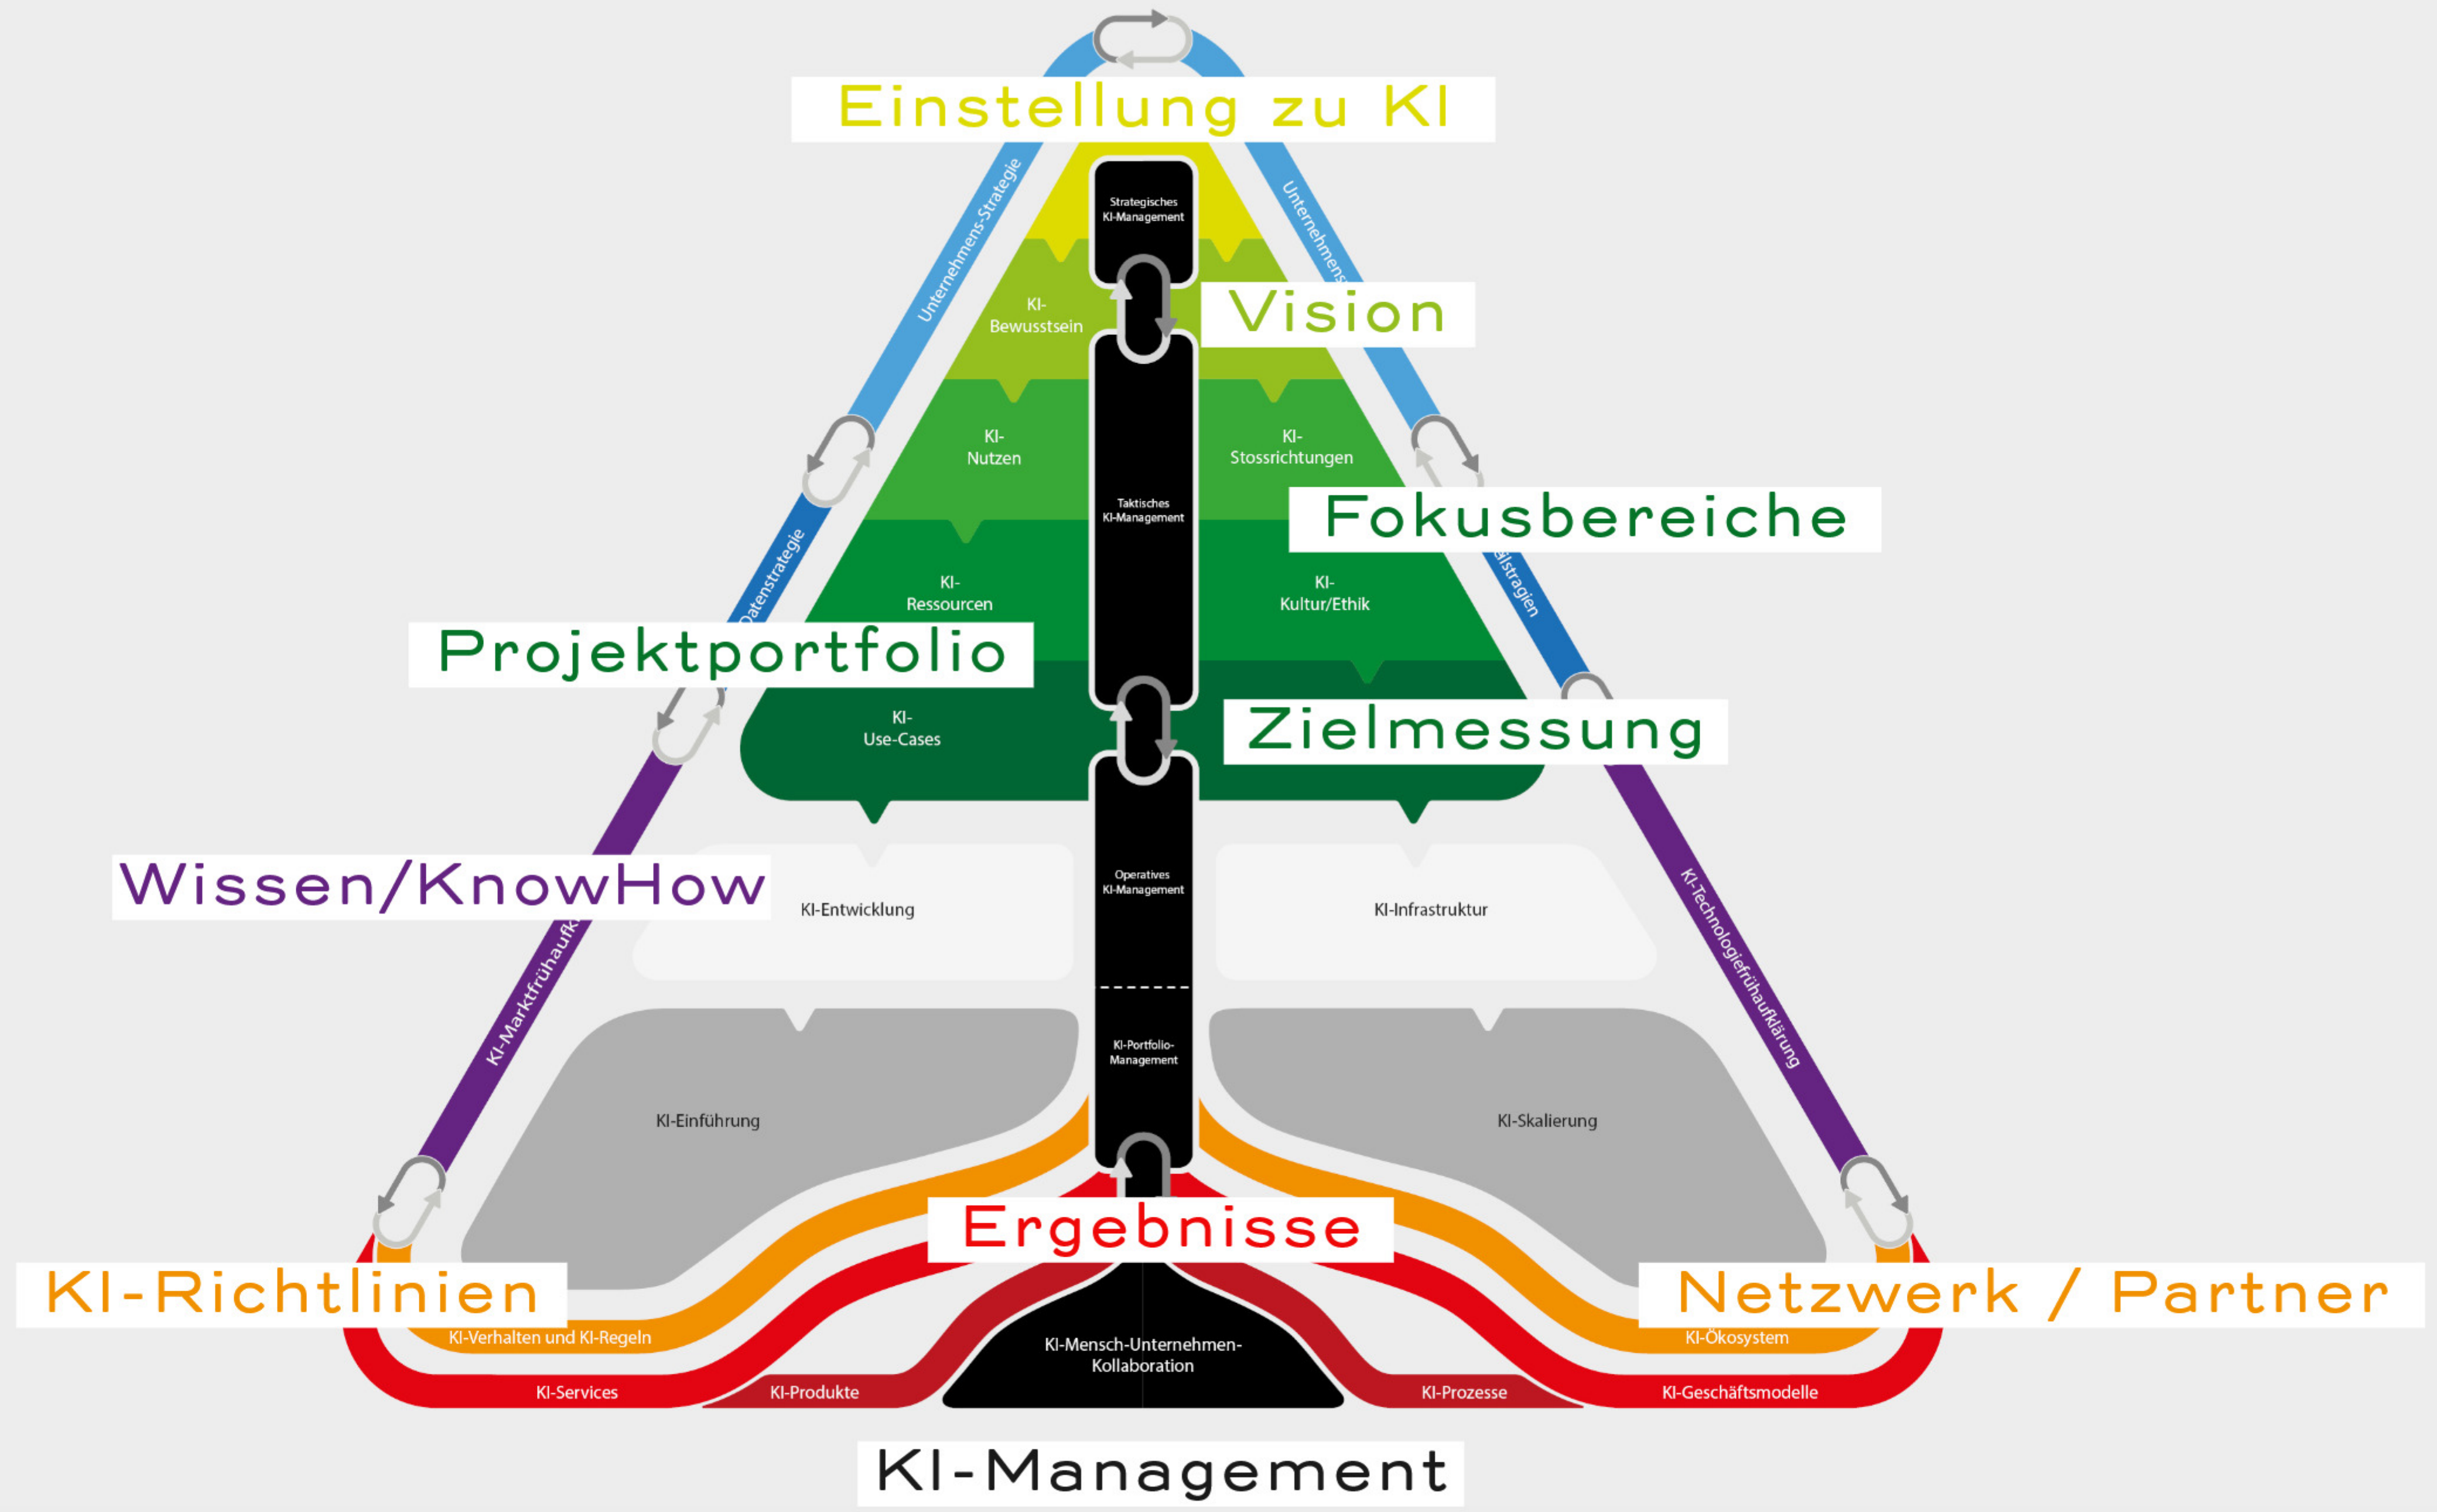 Einstellung zu KI
Unternehmens-Strategie
Strategisches
KI-Management
KI-
Bewusstsein
Vision
KI-
Nutzen
KI-
Stossrichtungen
Taktisches
KI-Management
Fokusbereiche
Datenstrategie
KI-
Ressourcen
KI-
Kultur/Ethik
Projektportfolio
KI-
Use-Cases
Zielmessung
Wissen/KnowHow
KI-Entwicklung
Operatives
KI-Management
KI-Infrastruktur
KI-Technologiefrühaufklärung
KI-Portfolio-
Management
KI-Einführung
KI-Skalierung
Ergebnisse
KI-Richtlinien
Netzwerk / Partner
KI-Verhalten und KI-Regeln
KI-Ökosystem
KI-Mensch-Unternehmen-
Kollaboration
KI-Services
KI-Produkte
KI-Prozesse
KI-Geschäftsmodelle
KI-Management